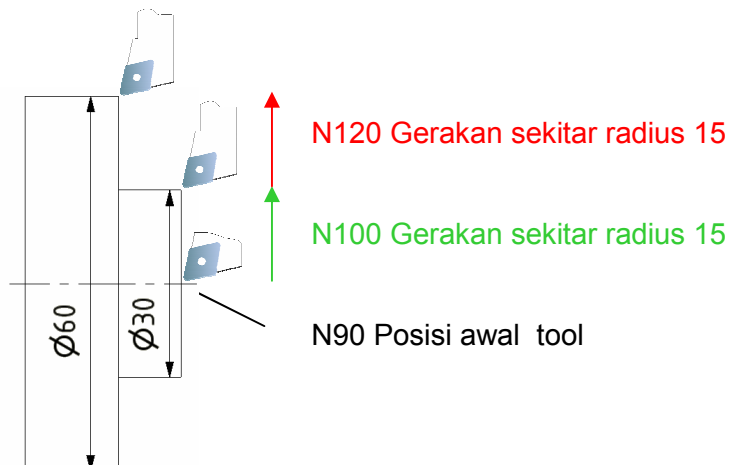 N120 Gerakan sekitar radius 15
N100 Gerakan sekitar radius 15
N90 Posisi awal tool
Ø60
Ø30